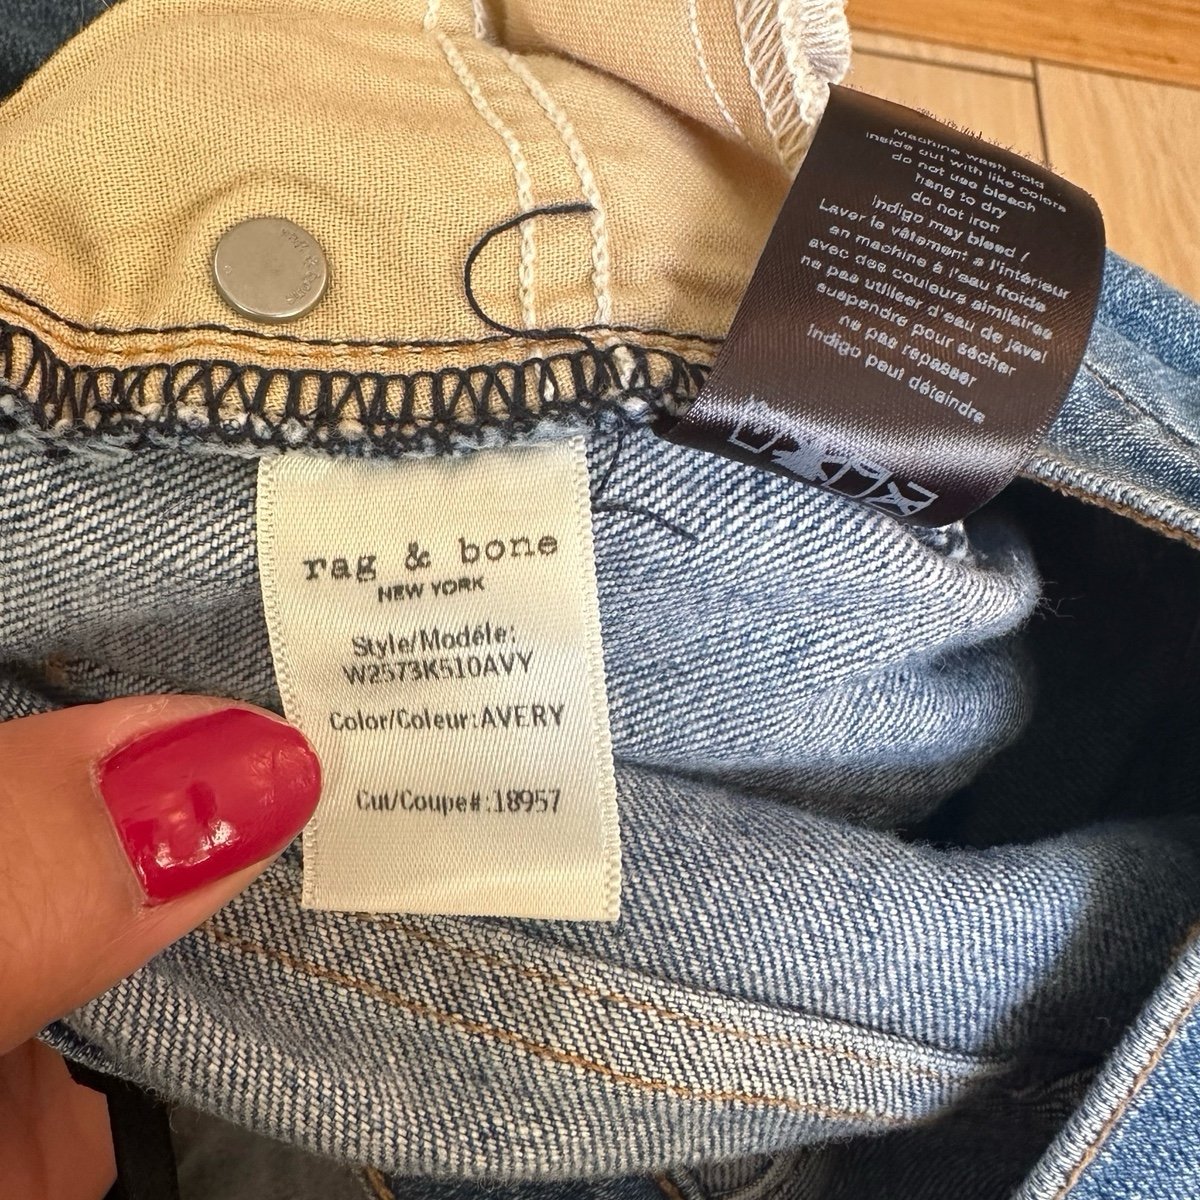 Machine wash cold
inside out with like colors
do not use bleach
hang to dry
do not iron
indigo may bleed /
Laver le vêtement à l'intérieur
en machine à l'eau froide
avec des couleurs similaires
ne pas utiliser d'eau de javel
suspendre pour sécher
ne pas repasser
Indigo peut déteindre
rag & bone
NEW YORK
Style/Modéle:
W2573K510AVY
Color/Coleur:AVERY
Cut/Coupe#:18957